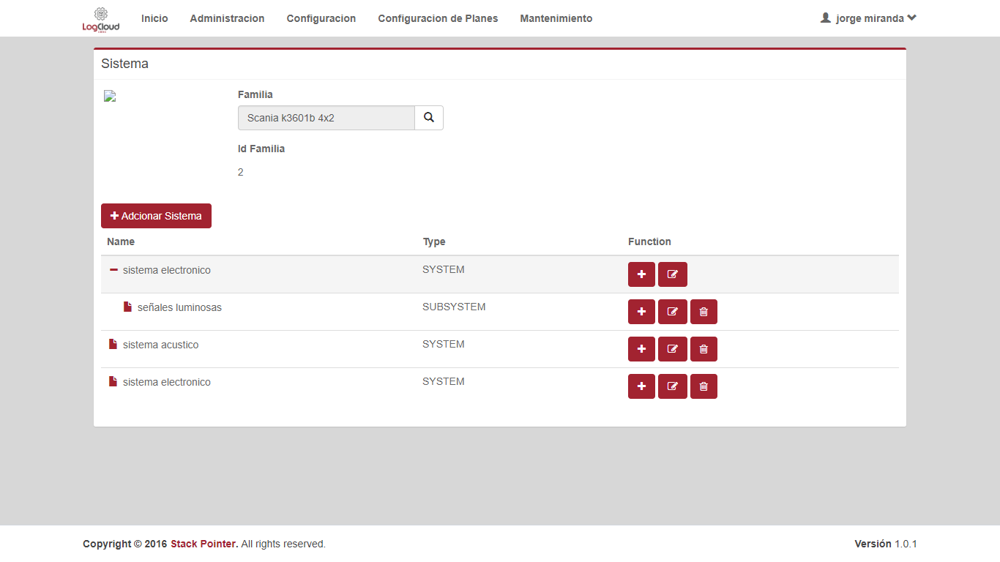 LogCloud
Inicio Administracion Configuracion Configuracion de Planes Mantenimiento jorge miranda
Sistema
Familia
Scania k3601b 4x2
Id Familia
2
Adcionar Sistema
Name Type Function
sistema electronico SYSTEM
señales luminosas SUBSYSTEM
sistema acustico SYSTEM
sistema electronico SYSTEM
Copyright © 2016 Stack Pointer. All rights reserved. Versión 1.0.1